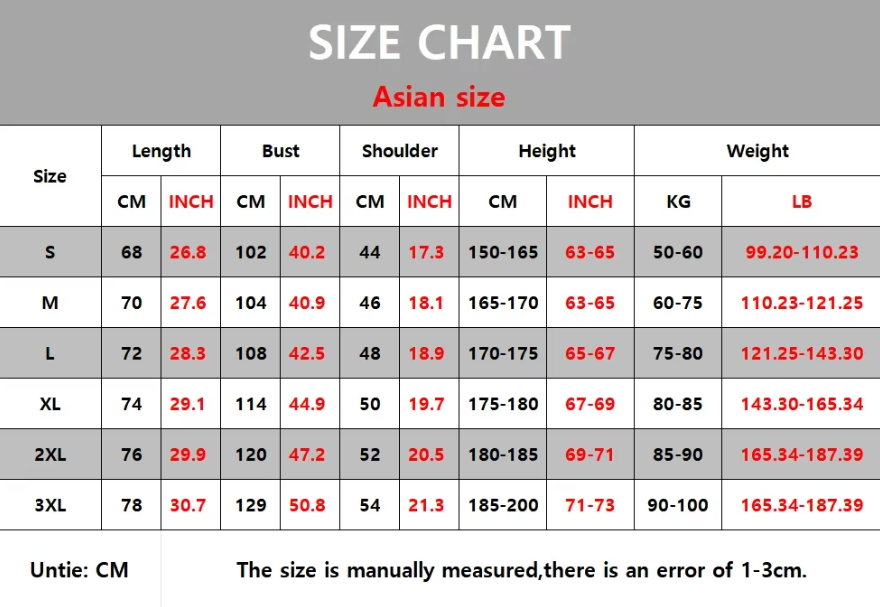 SIZE CHART
Asian size
Size Length Bust Shoulder Height Weight
CM INCH CM INCH CM INCH CM INCH KG LB
S 68 26.8 102 40.2 44 17.3 150-165 63-65 50-60 99.20-110.23
M 70 27.6 104 40.9 46 18.1 165-170 63-65 60-75 110.23-121.25
L 72 28.3 108 42.5 48 18.9 170-175 65-67 75-80 121.25-143.30
XL 74 29.1 114 44.9 50 19.7 175-180 67-69 80-85 143.30-165.34
2XL 76 29.9 120 47.2 52 20.5 180-185 69-71 85-90 165.34-187.39
3XL 78 30.7 129 50.8 54 21.3 185-200 71-73 90-100 165.34-187.39
Untie: CM The size is manually measured,there is an error of 1-3cm.